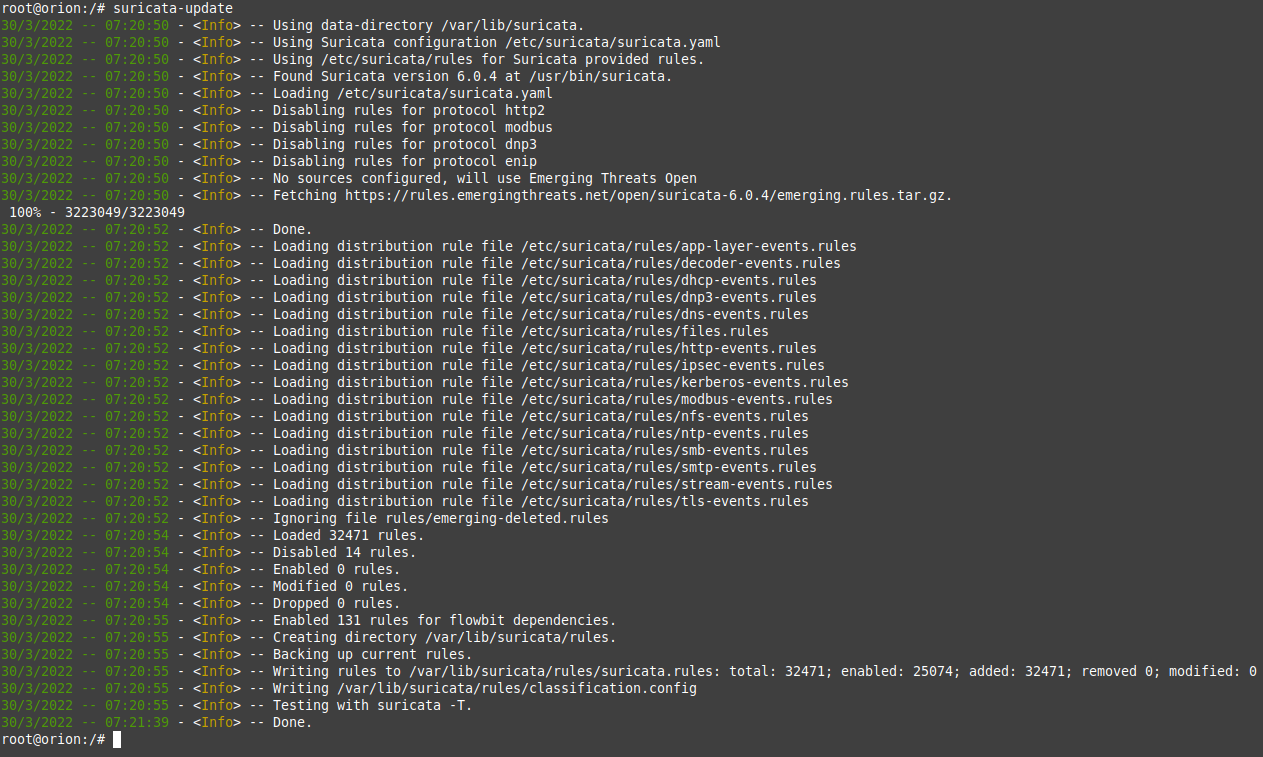 root@orion:/# suricata-update
30/3/2022 -- 07:20:50 - <Info> -- Using data-directory /var/lib/suricata.
30/3/2022 -- 07:20:50 - <Info> -- Using Suricata configuration /etc/suricata/suricata.yaml
30/3/2022 -- 07:20:50 - <Info> -- Using /etc/suricata/rules for Suricata provided rules.
30/3/2022 -- 07:20:50 - <Info> -- Found Suricata version 6.0.4 at /usr/bin/suricata.
30/3/2022 -- 07:20:50 - <Info> -- Loading /etc/suricata/suricata.yaml
30/3/2022 -- 07:20:50 - <Info> -- Disabling rules for protocol http2
30/3/2022 -- 07:20:50 - <Info> -- Disabling rules for protocol modbus
30/3/2022 -- 07:20:50 - <Info> -- Disabling rules for protocol dnp3
30/3/2022 -- 07:20:50 - <Info> -- Disabling rules for protocol enip
30/3/2022 -- 07:20:50 - <Info> -- No sources configured, will use Emerging Threats Open
30/3/2022 -- 07:20:50 - <Info> -- Fetching https://rules.emergingthreats.net/open/suricata-6.0.4/emerging.rules.tar.gz.
 100% - 3223049/3223049
30/3/2022 -- 07:20:52 - <Info> -- Done.
30/3/2022 -- 07:20:52 - <Info> -- Loading distribution rule file /etc/suricata/rules/app-layer-events.rules
30/3/2022 -- 07:20:52 - <Info> -- Loading distribution rule file /etc/suricata/rules/decoder-events.rules
30/3/2022 -- 07:20:52 - <Info> -- Loading distribution rule file /etc/suricata/rules/dhcp-events.rules
30/3/2022 -- 07:20:52 - <Info> -- Loading distribution rule file /etc/suricata/rules/dnp3-events.rules
30/3/2022 -- 07:20:52 - <Info> -- Loading distribution rule file /etc/suricata/rules/dns-events.rules
30/3/2022 -- 07:20:52 - <Info> -- Loading distribution rule file /etc/suricata/rules/files.rules
30/3/2022 -- 07:20:52 - <Info> -- Loading distribution rule file /etc/suricata/rules/http-events.rules
30/3/2022 -- 07:20:52 - <Info> -- Loading distribution rule file /etc/suricata/rules/ipsec-events.rules
30/3/2022 -- 07:20:52 - <Info> -- Loading distribution rule file /etc/suricata/rules/kerberos-events.rules
30/3/2022 -- 07:20:52 - <Info> -- Loading distribution rule file /etc/suricata/rules/modbus-events.rules
30/3/2022 -- 07:20:52 - <Info> -- Loading distribution rule file /etc/suricata/rules/nfs-events.rules
30/3/2022 -- 07:20:52 - <Info> -- Loading distribution rule file /etc/suricata/rules/ntp-events.rules
30/3/2022 -- 07:20:52 - <Info> -- Loading distribution rule file /etc/suricata/rules/smb-events.rules
30/3/2022 -- 07:20:52 - <Info> -- Loading distribution rule file /etc/suricata/rules/smtp-events.rules
30/3/2022 -- 07:20:52 - <Info> -- Loading distribution rule file /etc/suricata/rules/stream-events.rules
30/3/2022 -- 07:20:52 - <Info> -- Loading distribution rule file /etc/suricata/rules/tls-events.rules
30/3/2022 -- 07:20:52 - <Info> -- Ignoring file rules/emerging-deleted.rules
30/3/2022 -- 07:20:54 - <Info> -- Loaded 32471 rules.
30/3/2022 -- 07:20:54 - <Info> -- Disabled 14 rules.
30/3/2022 -- 07:20:54 - <Info> -- Enabled 0 rules.
30/3/2022 -- 07:20:54 - <Info> -- Modified 0 rules.
30/3/2022 -- 07:20:54 - <Info> -- Dropped 0 rules.
30/3/2022 -- 07:20:55 - <Info> -- Enabled 131 rules for flowbit dependencies.
30/3/2022 -- 07:20:55 - <Info> -- Creating directory /var/lib/suricata/rules.
30/3/2022 -- 07:20:55 - <Info> -- Backing up current rules.
30/3/2022 -- 07:20:55 - <Info> -- Writing rules to /var/lib/suricata/rules/suricata.rules: total: 32471; enabled: 25074; added: 32471; removed 0; modified: 0
30/3/2022 -- 07:20:55 - <Info> -- Writing /var/lib/suricata/rules/classification.config
30/3/2022 -- 07:20:55 - <Info> -- Testing with suricata -T.
30/3/2022 -- 07:21:39 - <Info> -- Done.
root@orion:/#